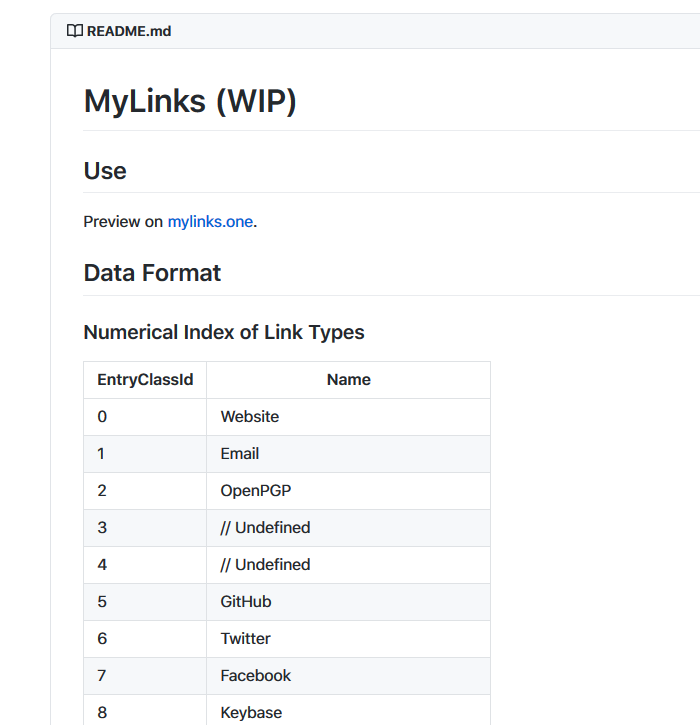 README.md
MyLinks (WIP)
Use
Preview on mylinks.one.
Data Format
Numerical Index of Link Types
EntryClassId Name
0 Website
1 Email
2 OpenPGP
3 // Undefined
4 // Undefined
5 GitHub
6 Twitter
7 Facebook
8 Keybase